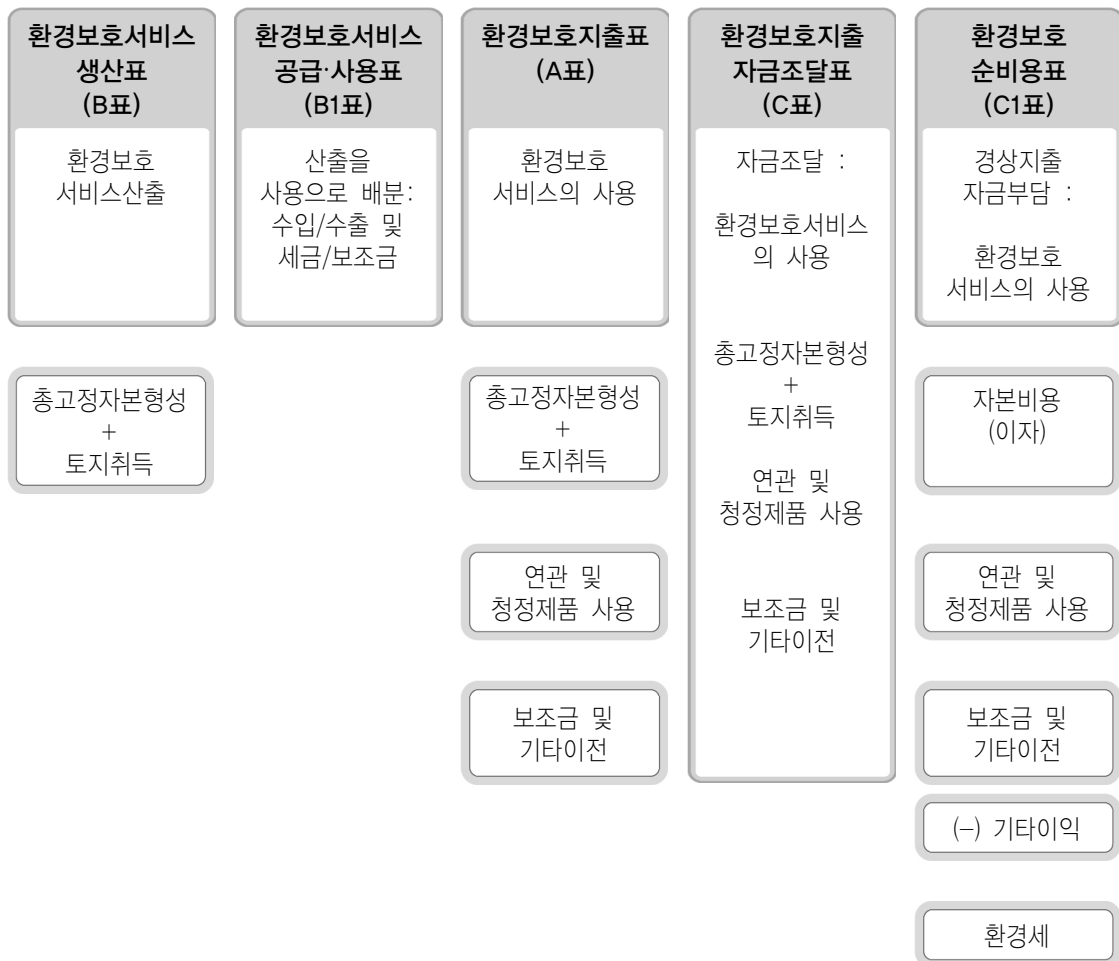 환경보호서비스
생산표
(B표)
환경보호
서비스산출
총고정자본형성
+
토지취득
환경보호서비스
공급·사용표
(B1표)
산출을
사용으로 배분:
수입/수출 및
세금/보조금
환경보호지출표
(A표)
환경보호
서비스의 사용
총고정자본형성
+
토지취득
연관 및
청정제품 사용
보조금 및
기타이전
환경보호지출
자금조달표
(C표)
자금조달 :
환경보호서비스
의 사용
총고정자본형성
+
토지취득
연관 및
청정제품 사용
보조금 및
기타이전
환경보호
순비용표
(C1표)
경상지출
자금부담 :
환경보호
서비스의 사용
자본비용
(이자)
연관 및
청정제품 사용
보조금 및
기타이전
(–) 기타이익
환경세